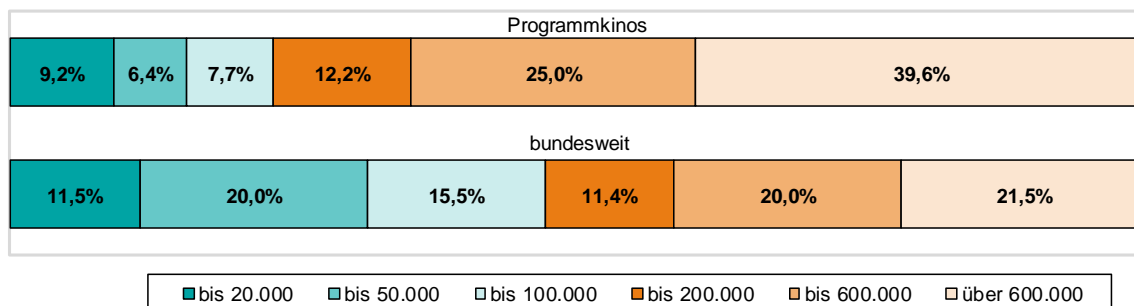 Programmkinos
9,2% 6,4% 7,7% 12,2% 25,0% 39,6%
bundesweit
11,5% 20,0% 15,5% 11,4% 20,0% 21,5%
bis 20.000 bis 50.000 bis 100.000 bis 200.000 bis 600.000 über 600.000